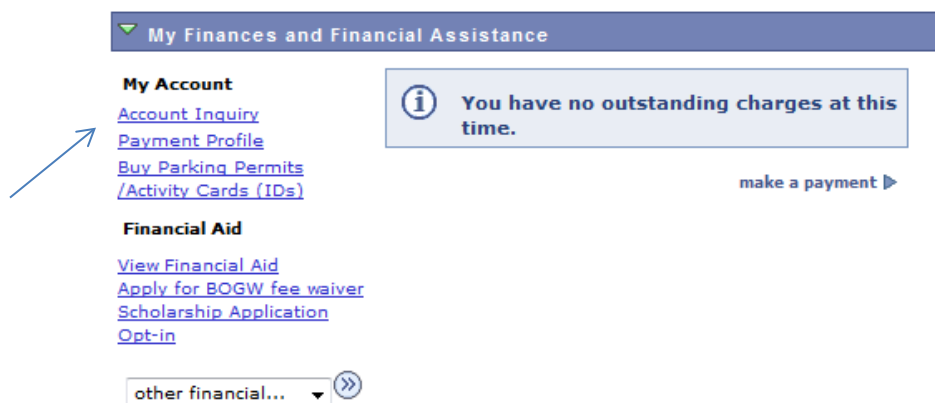 My Finances and Financial Assistance
My Account
Account Inquiry
Payment Profile
Buy Parking Permits
/Activity Cards (IDs)
You have no outstanding charges at this
time.
make a payment
Financial Aid
View Financial Aid
Apply for BOGW fee waiver
Scholarship Application
Opt-in
other financial...